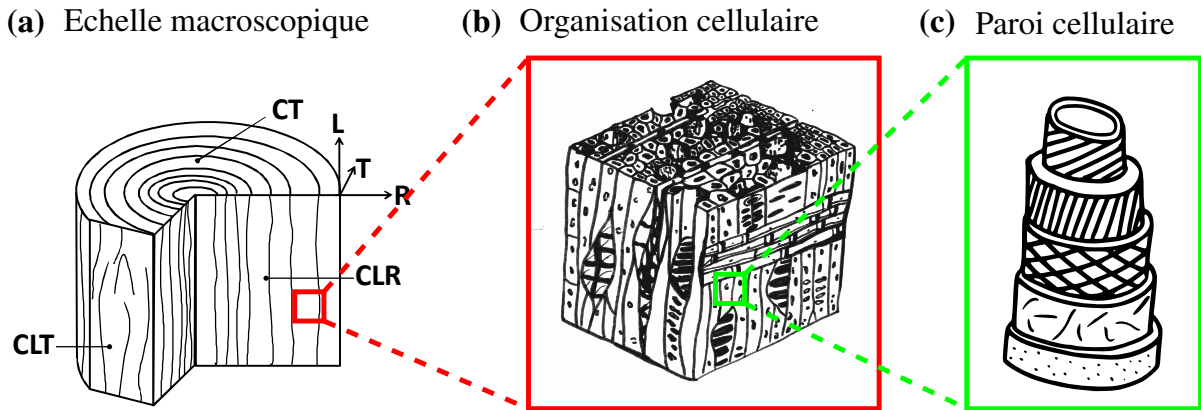 (a) Echelle macroscopique
(b) Organisation cellulaire
(c) Paroi cellulaire
CT
L
T
R
CLR
CLT